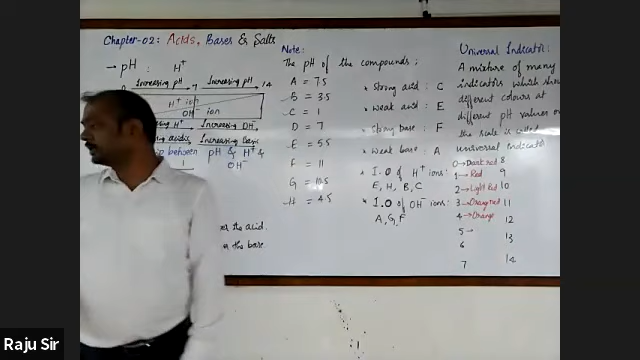 Chapter-02: Acids, Bases & Salts
→ pH : H⁺
Increasing pH Increasing pH
7 14
H⁺ ion
OH⁻ ion
Increasing OH⁻
acidic Increasing basic
between pH & H⁺ &
OH⁻
1
the acid.
the base
Note:
The pH of the compounds;
A = 7.5
B = 3.5
C = 1
D = 7
E = 5.5
F = 11
G = 10.5
H = 4.5
* Strong acid : C
* Weak acid : E
* Strong base : F
* Weak base : A
* I.O of H⁺ ions :
E, H, B, C
* I.O of OH⁻ ions :
A, G, F
Universal Indicator:
A mixture of many
indicators which
different colours at
different pH values
the scale is called
universal indicator
0 → Dark red 8
1 → Red 9
2 → Light Red 10
3 → Orange red 11
4 → Orange 12
5 →
6 13
7 14
Raju Sir